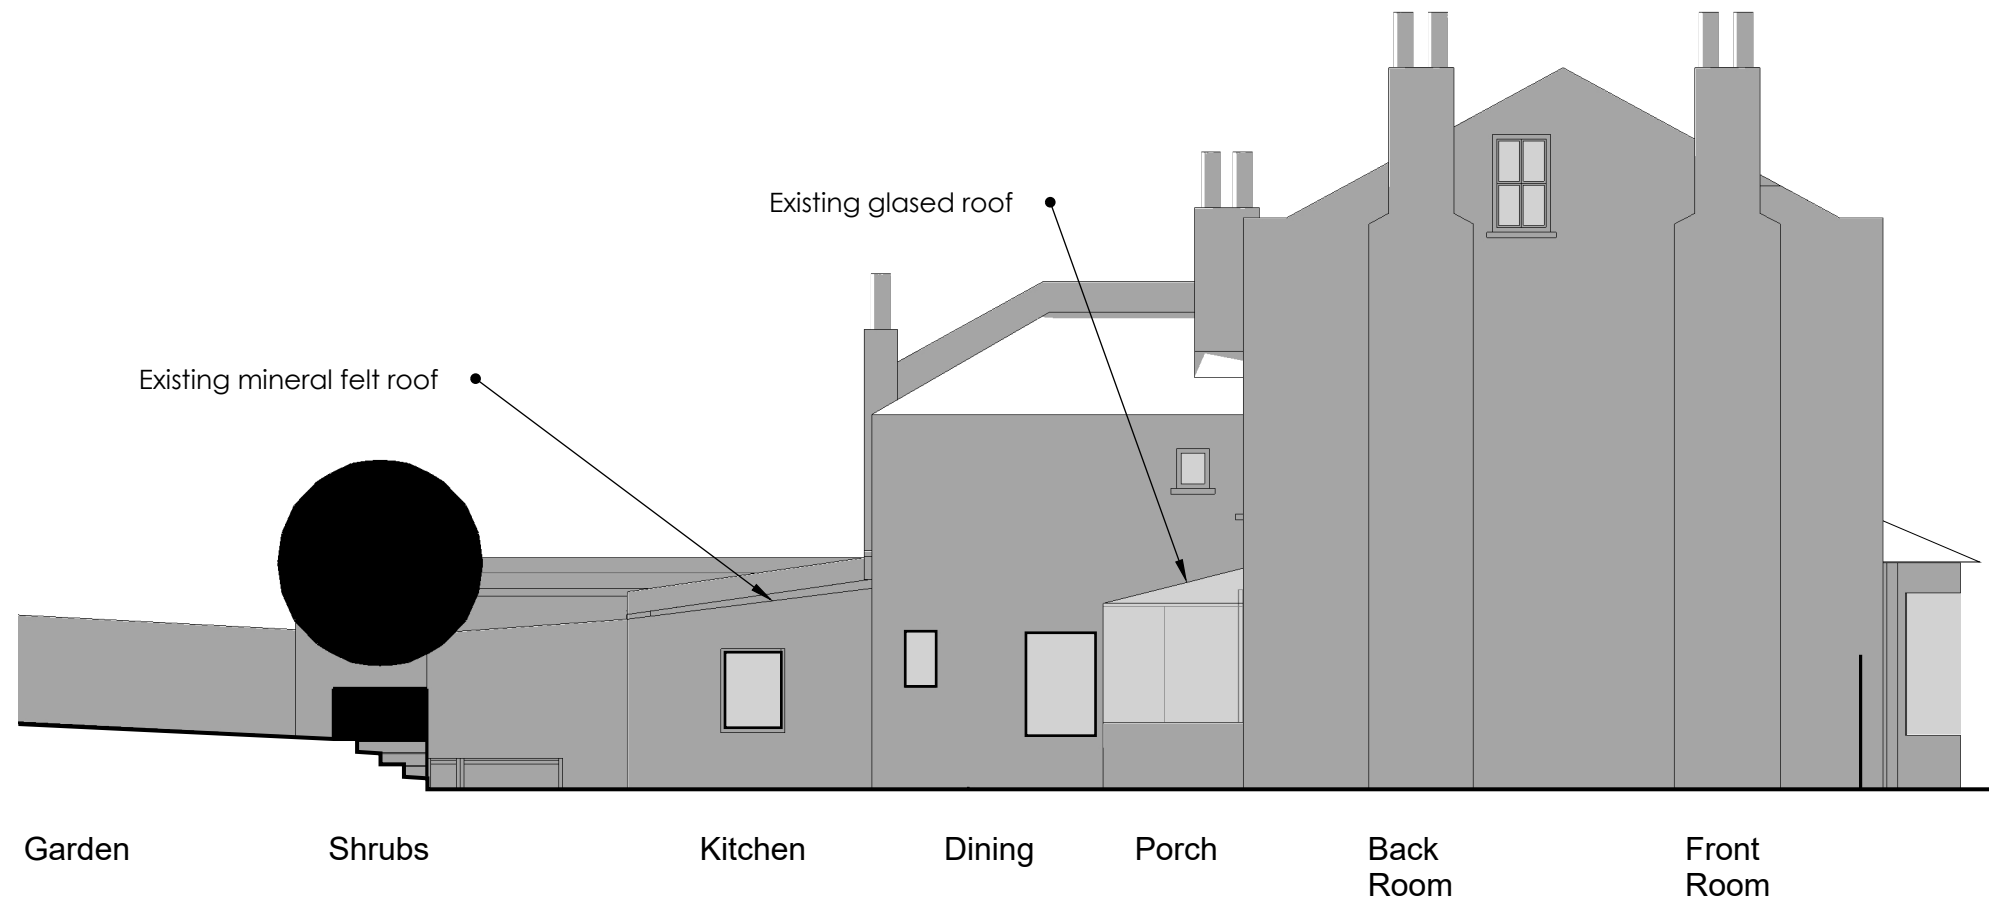 Existing glased roof
Existing mineral felt roof
Garden
Shrubs
Kitchen
Dining
Porch
Back
Room
Front
Room